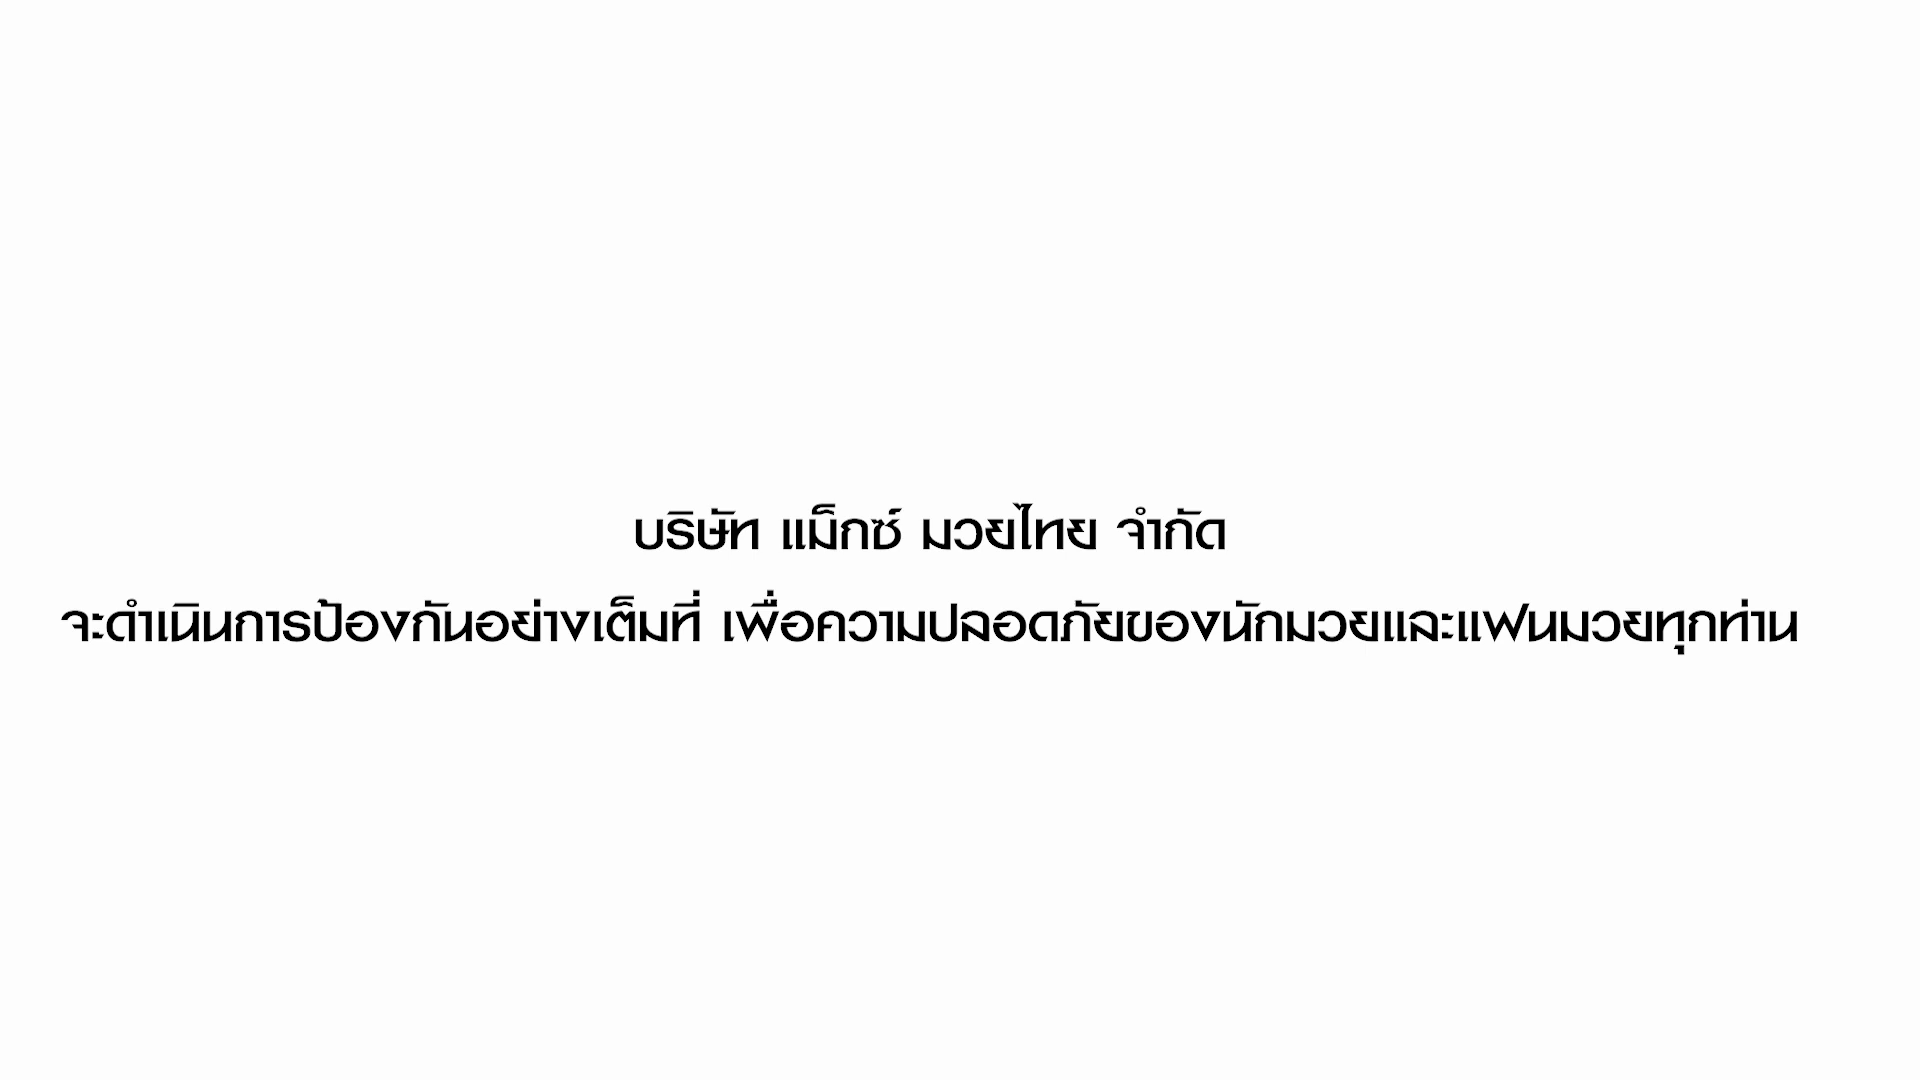 บริษัท แม็กซ์ มวยไทย จำกัด
จะดำเนินการป้องกันอย่างเต็มที่ เพื่อความปลอดภัยของนักมวยและแฟนมวยทุกท่าน